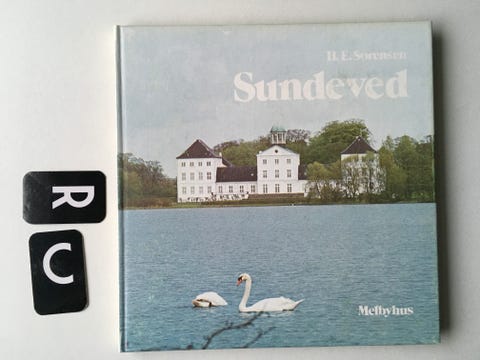 H. E. Sørensen
Sundeved
Melbyhus
R
C